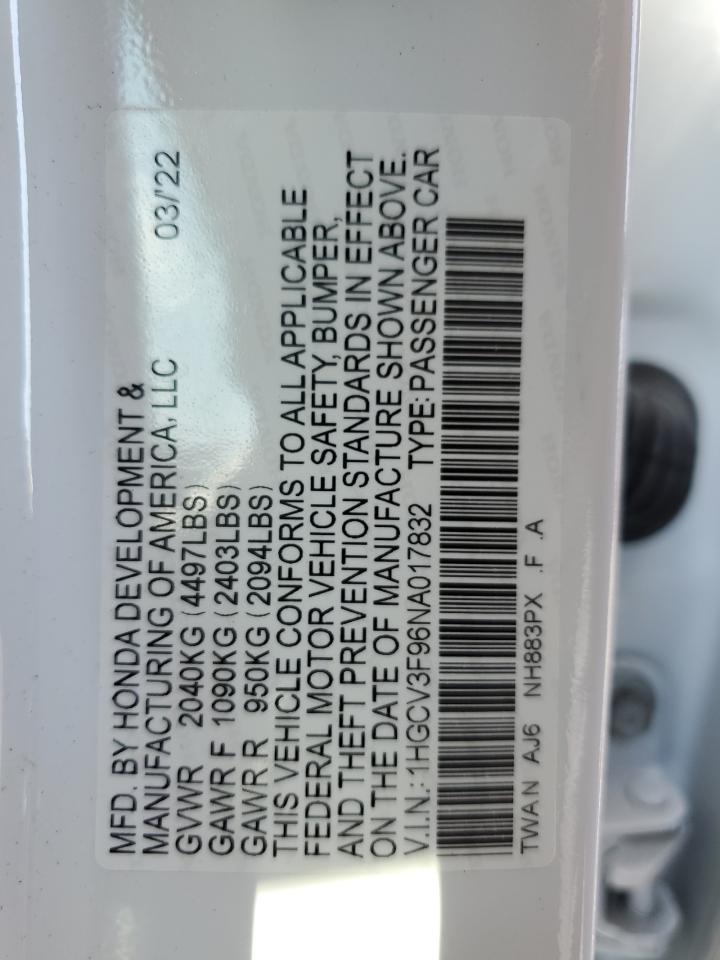 MFD. BY HONDA DEVELOPMENT &
MANUFACTURING OF AMERICA, LLC 03/'22
GVWR 2040KG (4497LBS)
GAWR F 1090KG (2403LBS)
GAWR R 950KG (2094LBS)
THIS VEHICLE CONFORMS TO ALL APPLICABLE
FEDERAL MOTOR VEHICLE SAFETY, BUMPER,
AND THEFT PREVENTION STANDARDS IN EFFECT
ON THE DATE OF MANUFACTURE SHOWN ABOVE.
V.I.N.: 1HGCV3F96NA017832 TYPE: PASSENGER CAR
TWAN AJ6 NH883PX .F .A